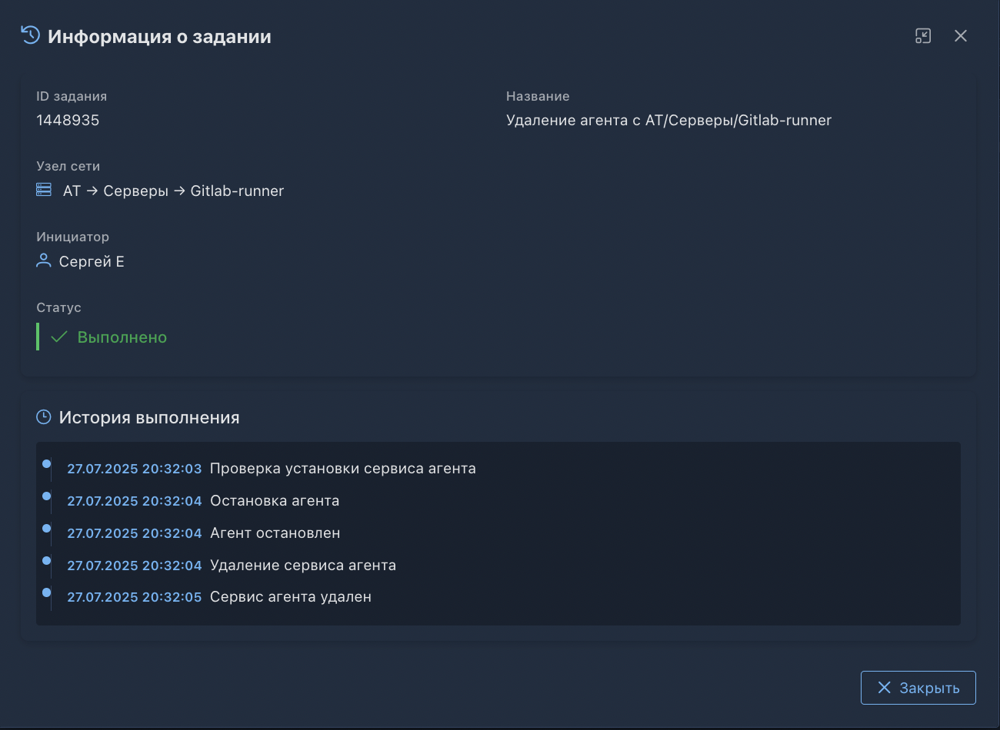 Информация о задании
ID задания
1448935
Название
Удаление агента с AT/Серверы/Gitlab-runner
Узел сети
AT → Серверы → Gitlab-runner
Инициатор
Сергей Е
Статус
Выполнено
История выполнения
27.07.2025 20:32:03 Проверка установки сервиса агента
27.07.2025 20:32:04 Остановка агента
27.07.2025 20:32:04 Агент остановлен
27.07.2025 20:32:04 Удаление сервиса агента
27.07.2025 20:32:05 Сервис агента удален
Закрыть